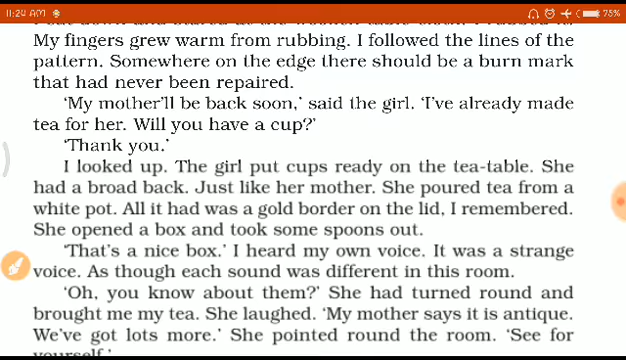 11:20 AM
75%
My fingers grew warm from rubbing. I followed the lines of the
pattern. Somewhere on the edge there should be a burn mark
that had never been repaired.
'My mother'll be back soon,' said the girl. 'I've already made
tea for her. Will you have a cup?'
'Thank you.'
I looked up. The girl put cups ready on the tea-table. She
had a broad back. Just like her mother. She poured tea from a
white pot. All it had was a gold border on the lid, I remembered.
She opened a box and took some spoons out.
'That's a nice box.' I heard my own voice. It was a strange
voice. As though each sound was different in this room.
'Oh, you know about them?' She had turned round and
brought me my tea. She laughed. 'My mother says it is antique.
We've got lots more.' She pointed round the room. 'See for
yourself.'